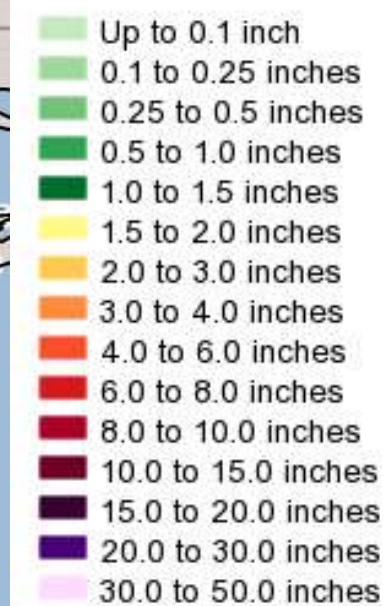 Up to 0.1 inch
0.1 to 0.25 inches
0.25 to 0.5 inches
0.5 to 1.0 inches
1.0 to 1.5 inches
1.5 to 2.0 inches
2.0 to 3.0 inches
3.0 to 4.0 inches
4.0 to 6.0 inches
6.0 to 8.0 inches
8.0 to 10.0 inches
10.0 to 15.0 inches
15.0 to 20.0 inches
20.0 to 30.0 inches
30.0 to 50.0 inches